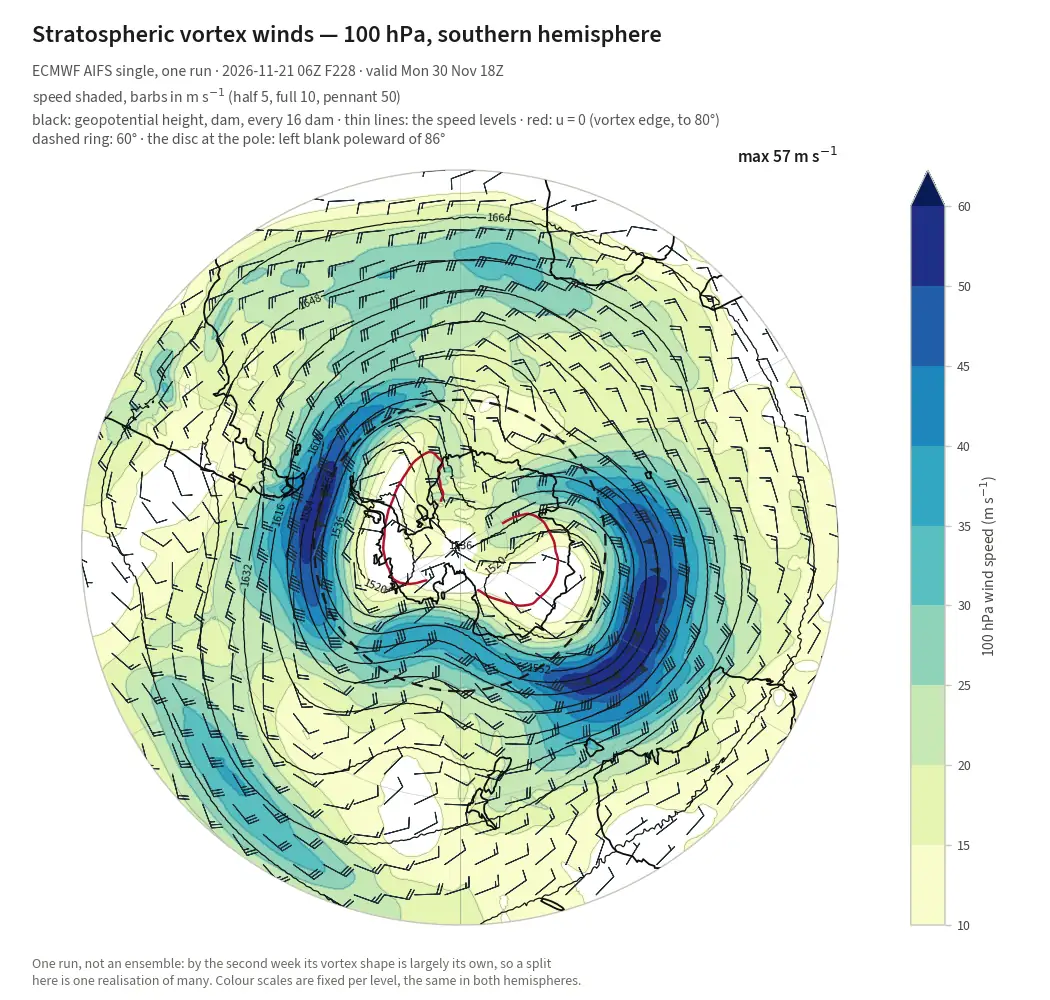 Stratospheric vortex winds — 100 hPa, southern hemisphere
ECMWF AIFS single, one run · 2026-11-21 06Z F228 · valid Mon 30 Nov 18Z
speed shaded, barbs in m s⁻¹ (half 5, full 10, pennant 50)
black: geopotential height, dam, every 16 dam · thin lines: the speed levels · red: u = 0 (vortex edge, to 80°)
dashed ring: 60° · the disc at the pole: left blank poleward of 86°
max 57 m s⁻¹
1664
1648
1600
1616
1536
1632
1536
1520
1520
1552
60
50
45
40
35
30
25
20
15
10
100 hPa wind speed (m s⁻¹)
One run, not an ensemble: by the second week its vortex shape is largely its own, so a split
here is one realisation of many. Colour scales are fixed per level, the same in both hemispheres.